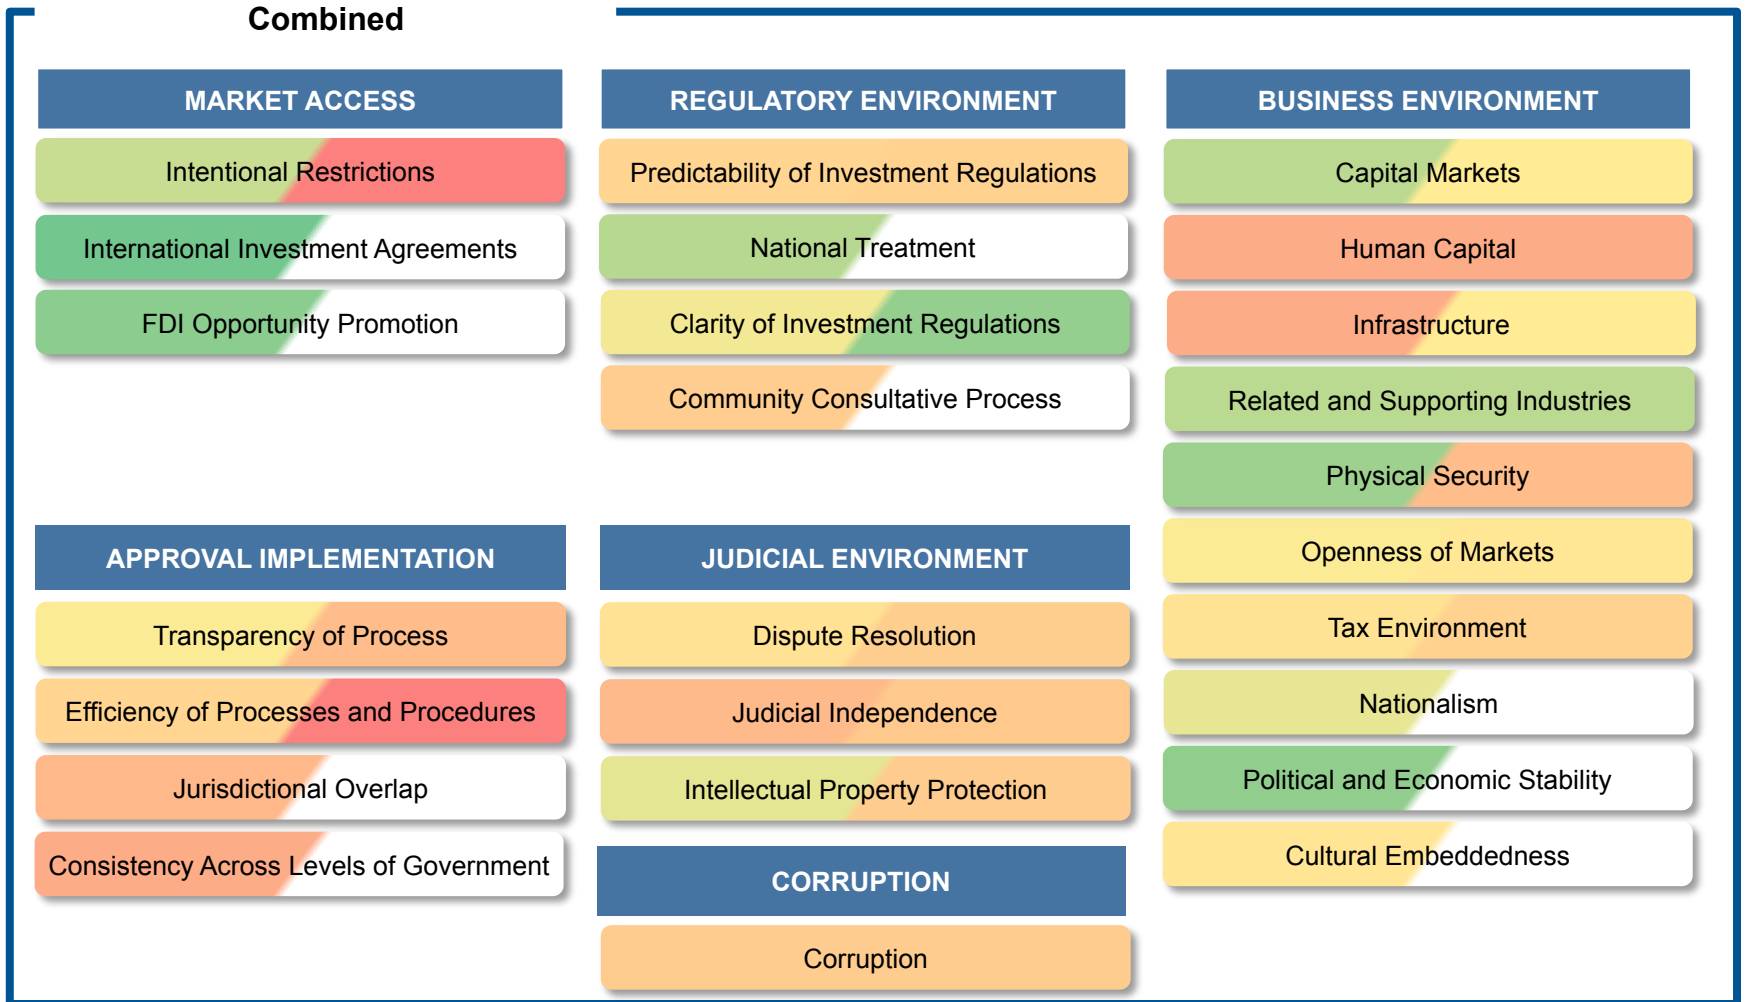 Combined
MARKET ACCESS
Intentional Restrictions
International Investment Agreements
FDI Opportunity Promotion
REGULATORY ENVIRONMENT
Predictability of Investment Regulations
National Treatment
Clarity of Investment Regulations
Community Consultative Process
BUSINESS ENVIRONMENT
Capital Markets
Human Capital
Infrastructure
Related and Supporting Industries
Physical Security
Openness of Markets
Tax Environment
Nationalism
Political and Economic Stability
Cultural Embeddedness
APPROVAL IMPLEMENTATION
Transparency of Process
Efficiency of Processes and Procedures
Jurisdictional Overlap
Consistency Across Levels of Government
JUDICIAL ENVIRONMENT
Dispute Resolution
Judicial Independence
Intellectual Property Protection
CORRUPTION
Corruption